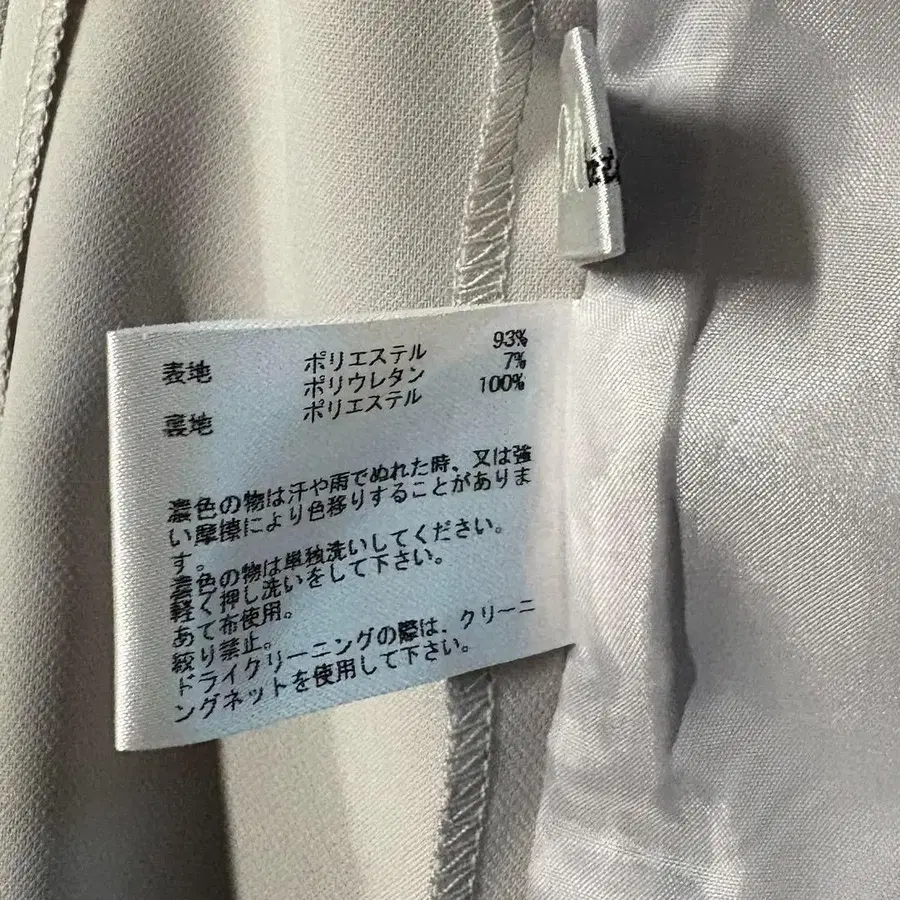 表地 ポリエステル 93%
ポリウレタン 7%
裏地 ポリエステル 100%
濃色の物は汗や雨でぬれた時、又は強
い摩擦により色移りすることがありま
す。
濃色の物は単独洗いしてください。
軽く押し洗いをして下さい。
あて布使用。
絞り禁止。
ドライクリーニングの際は、クリーニ
ングネットを使用して下さい。